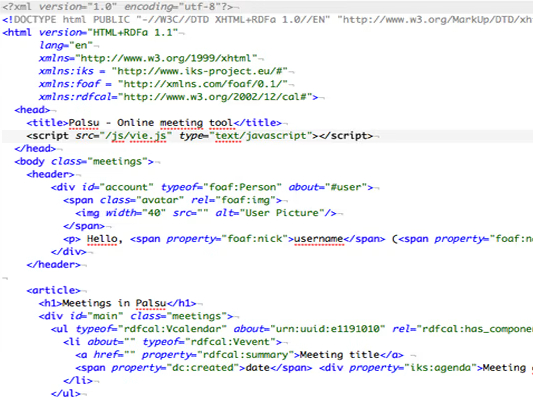 <?xml version="1.0" encoding="utf-8"?>
<!DOCTYPE html PUBLIC "-//W3C//DTD XHTML+RDFa 1.0//EN" "http://www.w3.org/MarkUp/DTD/xh
<html version="HTML+RDFa 1.1"
lang="en"
xmlns="http://www.w3.org/1999/xhtml"
xmlns:iks = "http://www.iks-project.eu/#"
xmlns:foaf = "http://xmlns.com/foaf/0.1/"
xmlns:rdfcal="http://www.w3.org/2002/12/cal#">
<head>
<title>Palsu - Online meeting tool</title>
<script src="/js/vie.js" type="text/javascript"></script>
</head>
<body class="meetings">
<header>
<div id="account" typeof="foaf:Person" about="#user">
<span class="avatar" rel="foaf:img">
<img width="40" src="" alt="User Picture"/>
</span>
<p> Hello, <span property="foaf:nick">username</span> (<span property="foaf:n
</div>
</header>
<article>
<h1>Meetings in Palsu</h1>
<div id="main" class="meetings">
<ul typeof="rdfcal:Vcalendar" about="urn:uuid:e1191010" rel="rdfcal:has_compone
<li about="" typeof="rdfcal:Vevent">
<a href="" property="rdfcal:summary">Meeting title</a>
<span property="dc:created">date</span> <div property="iks:agenda">Meeting
</li>
</ul>